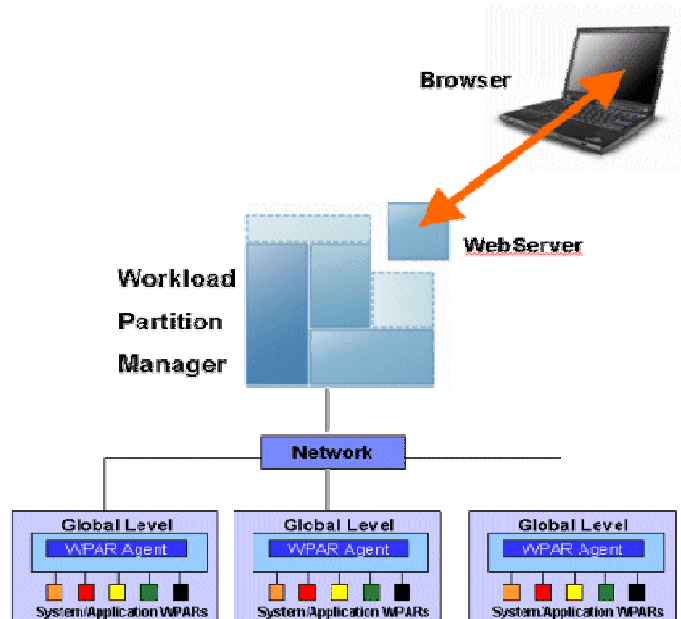 Browser
WebServer
Workload
Partition
Manager
Network
Global Level
WPAR Agent
System/Application WPARs
Global Level
WPAR Agent
System/Application WPARs
Global Level
WPAR Agent
System/Application WPARs